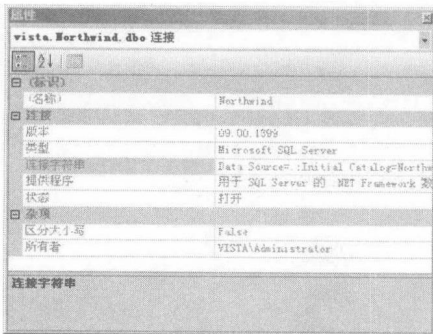 属性
vista.Northwind.dbo 连接
(标识)
(名称) Northwind
连接
版本 09.00.1399
类型 Microsoft SQL Server
连接字符串 Data Source=.;Initial Catalog=Northw
提供程序 用于 SQL Server 的 .NET Framework 数
状态 打开
杂项
区分大小写 False
所有者 VISTA\Administrator
连接字符串